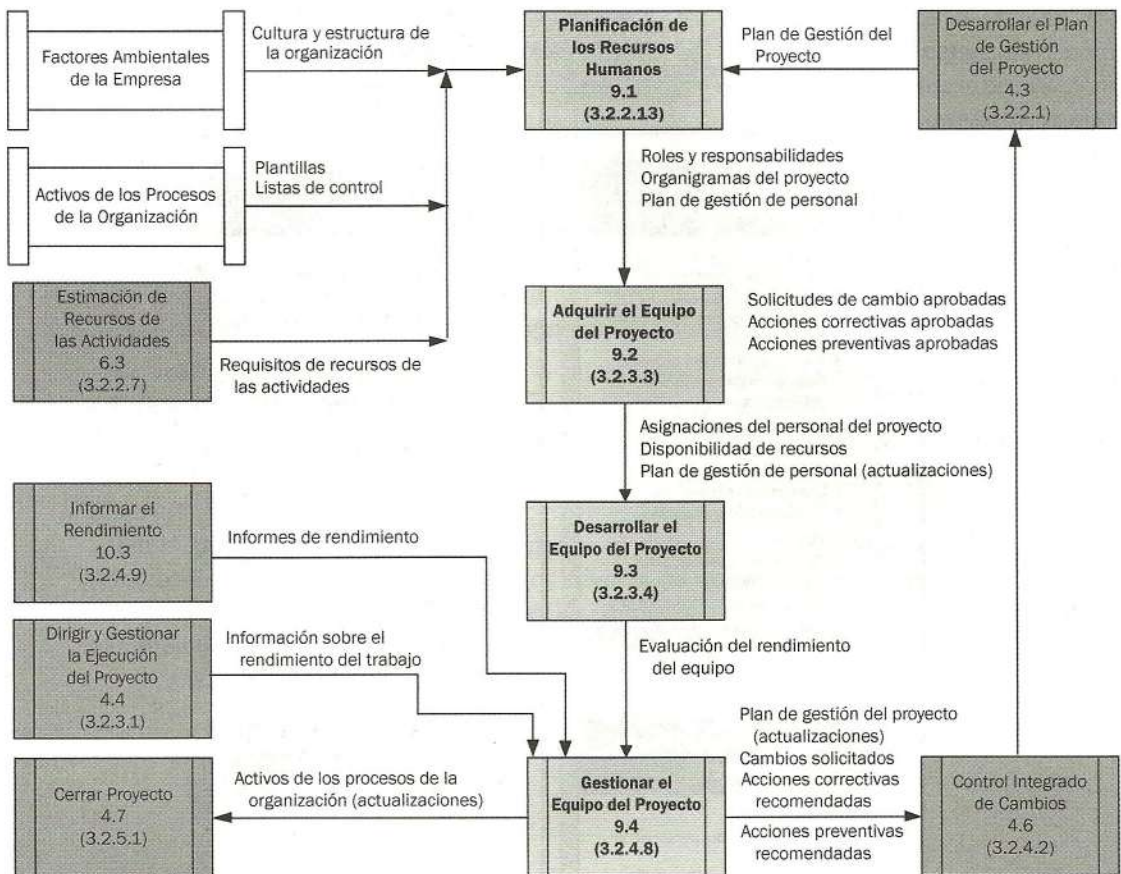 Factores Ambientales
de la Empresa
Cultura y estructura de
la organización
Planificación de
los Recursos
Humanos
9.1
(3.2.2.13)
Plan de Gestión del
Proyecto
Desarrollar el Plan
de Gestión
del Proyecto
4.3
(3.2.2.1)
Activos de los Procesos
de la Organización
Plantillas
Listas de control
Roles y responsabilidades
Organigramas del proyecto
Plan de gestión de personal
Estimación de
Recursos de
las Actividades
6.3
(3.2.2.7)
Requisitos de recursos de
las actividades
Adquirir el Equipo
del Proyecto
9.2
(3.2.3.3)
Solicitudes de cambio aprobadas
Acciones correctivas aprobadas
Acciones preventivas aprobadas
Asignaciones del personal del proyecto
Disponibilidad de recursos
Plan de gestión de personal (actualizaciones)
Informar el
Rendimiento
10.3
(3.2.4.9)
Informes de rendimiento
Desarrollar el
Equipo del Proyecto
9.3
(3.2.3.4)
Dirigir y Gestionar
la Ejecución
del Proyecto
4.4
(3.2.3.1)
Información sobre el
rendimiento del trabajo
Evaluación del rendimiento
del equipo
Cerrar Proyecto
4.7
(3.2.5.1)
Activos de los procesos de la
organización (actualizaciones)
Gestionar el
Equipo del Proyecto
9.4
(3.2.4.8)
Plan de gestión del proyecto
(actualizaciones)
Cambios solicitados
Acciones correctivas
recomendadas
Acciones preventivas
recomendadas
Control Integrado
de Cambios
4.6
(3.2.4.2)